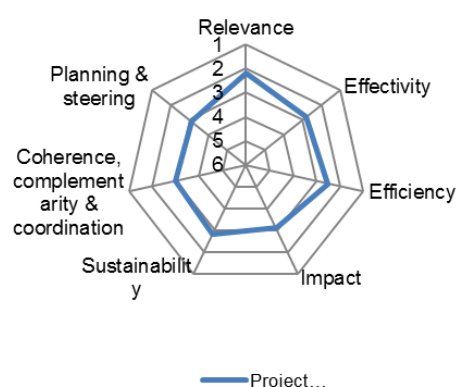 Relevance
1
2
3
4
5
6
Effectivity
Efficiency
Impact
Sustainabilit
y
Coherence,
complement
arity &
coordination
Planning &
steering
Project...